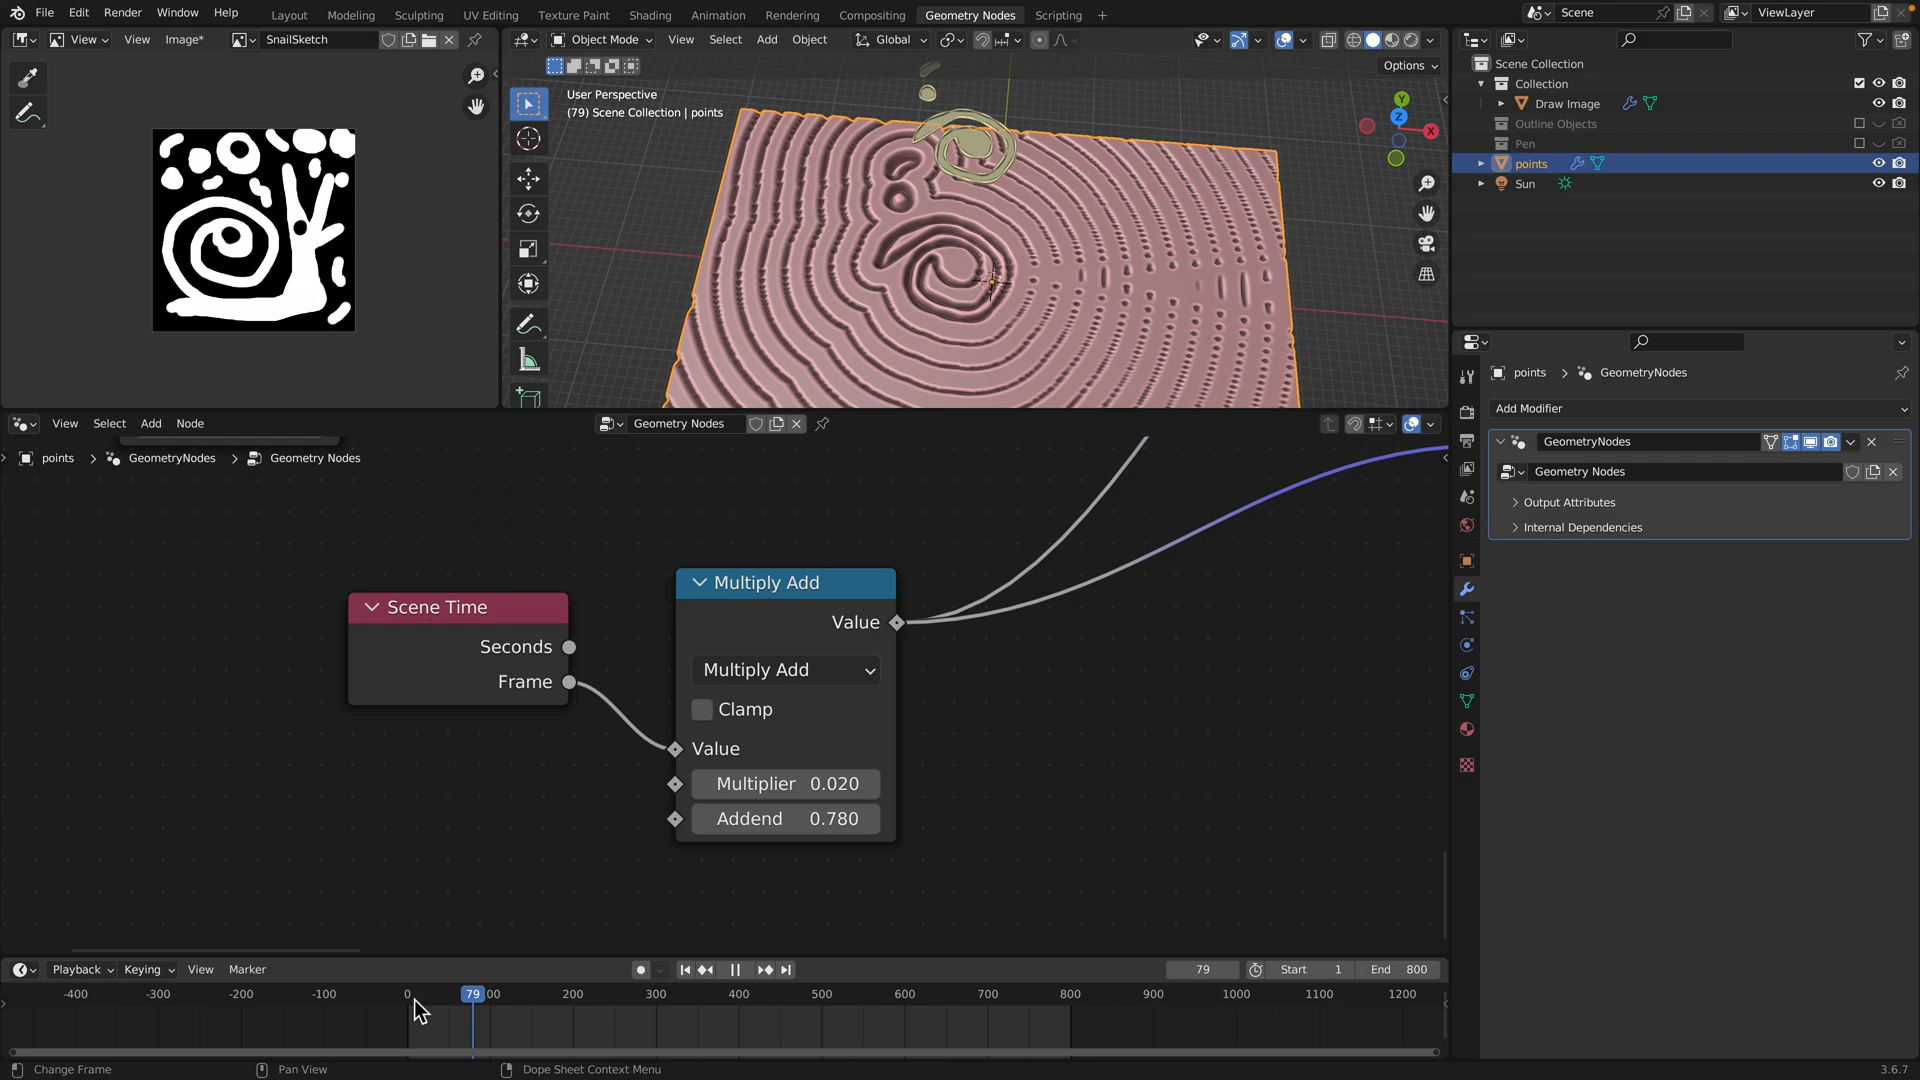 File Edit Render Window Help Layout Modeling Sculpting UV Editing Texture Paint Shading Animation Rendering Compositing Geometry Nodes Scripting + Scene ViewLayer
View View Image* SnailSketch Object Mode View Select Add Object Global
Options
User Perspective
(79) Scene Collection | points
Y
Z
X
Scene Collection
Collection
Draw Image
Outline Objects
Pen
points
Sun
points > GeometryNodes
Add Modifier
GeometryNodes
Geometry Nodes
Output Attributes
Internal Dependencies
View Select Add Node Geometry Nodes
points > GeometryNodes > Geometry Nodes
Scene Time
Seconds
Frame
Multiply Add
Value
Multiply Add
Clamp
Value
Multiplier 0.020
Addend 0.780
Playback Keying View Marker 79 Start 1 End 800
-400 -300 -200 -100 0 79 00 200 300 400 500 600 700 800 900 1000 1100 1200
Change Frame Pan View Dope Sheet Context Menu 3.6.7